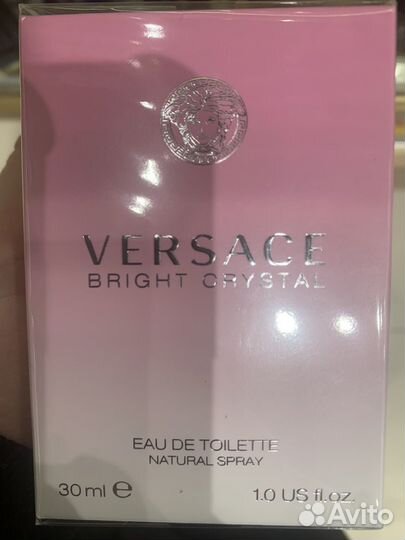 VERSACE
BRIGHT CRYSTAL
EAU DE TOILETTE
NATURAL SPRAY
30 ml ℮ 1.0 US fl.oz.
Avito